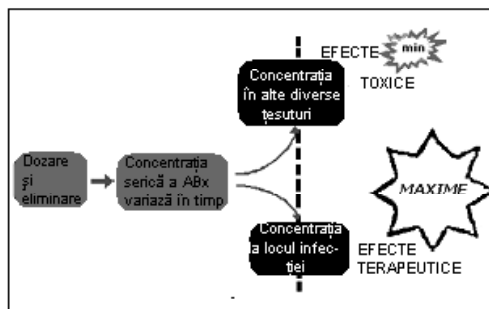 EFECTE
min
TOXICE
Concentrația
în alte diverse
țesuturi
Dozare
și
eliminare
Concentrația
serică a ABx
variază în timp
MAXIME
Concentrația
a locul infec-
ției
EFECTE
TERAPEUTICE